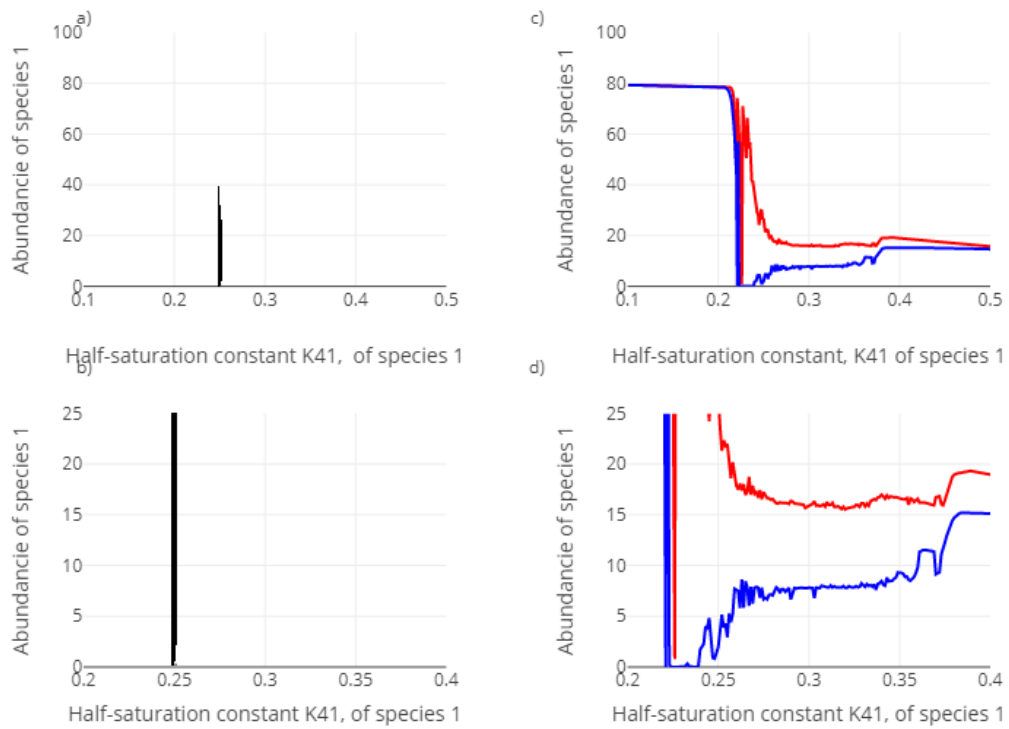 a)
100
80
60
40
20
0
0.1 0.2 0.3 0.4 0.5
Abundancie of species 1
Half-saturation constant K41, of species 1
c)
100
80
60
40
20
0
0.1 0.2 0.3 0.4 0.5
Abundance of species 1
Half-saturation constant, K41 of species 1
b)
25
20
15
10
5
0
0.2 0.25 0.3 0.35 0.4
Abundancie of species 1
Half-saturation constant K41, of species 1
d)
25
20
15
10
5
0
0.2 0.25 0.3 0.35 0.4
Abundancie of species 1
Half-saturation constant K41, of species 1